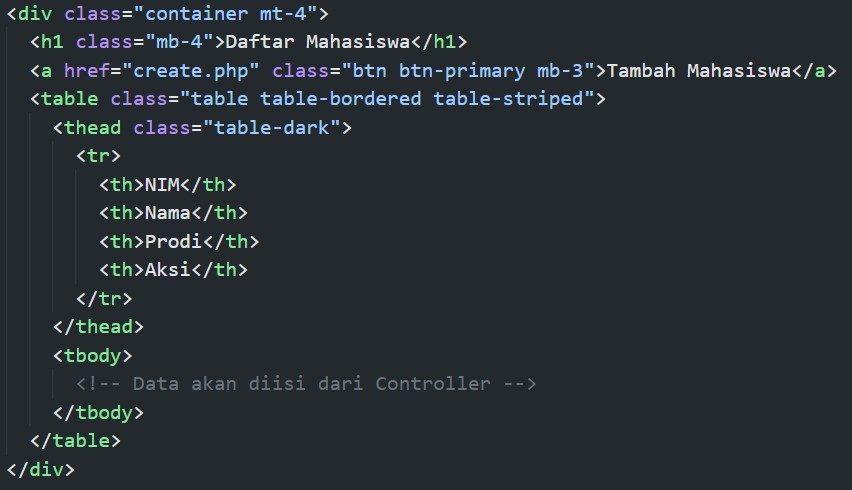 <div class="container mt-4">
  <h1 class="mb-4">Daftar Mahasiswa</h1>
  <a href="create.php" class="btn btn-primary mb-3">Tambah Mahasiswa</a>
  <table class="table table-bordered table-striped">
    <thead class="table-dark">
      <tr>
        <th>NIM</th>
        <th>Nama</th>
        <th>Prodi</th>
        <th>Aksi</th>
      </tr>
    </thead>
    <tbody>
      <!-- Data akan diisi dari Controller -->
    </tbody>
  </table>
</div>